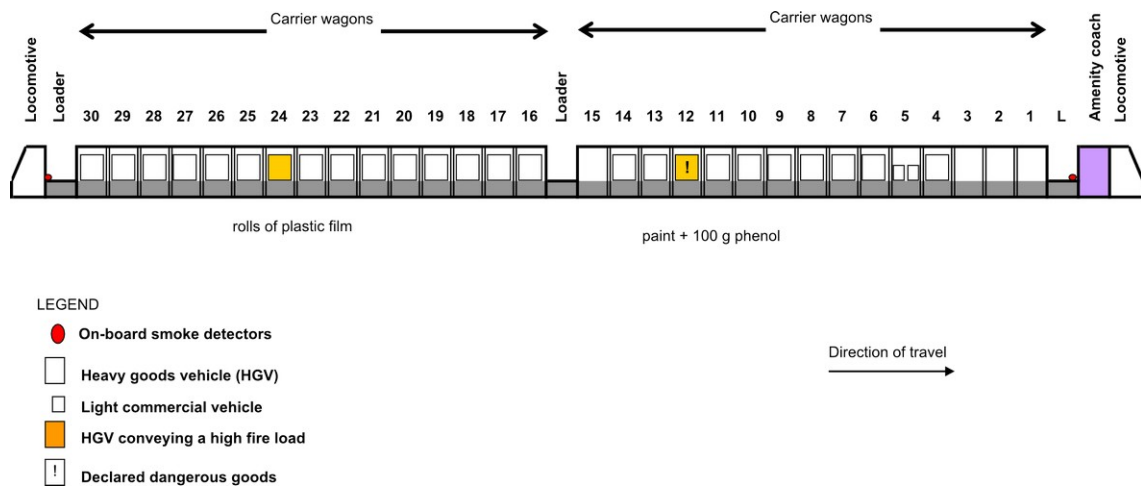 Carrier wagons
Carrier wagons
Locomotive
Loader
30 29 28 27 26 25 24 23 22 21 20 19 18 17 16
Loader
15 14 13 12 11 10 9 8 7 6 5 4 3 2 1 L
Amenity coach
Locomotive
!
rolls of plastic film
paint + 100 g phenol
LEGEND
On-board smoke detectors
Heavy goods vehicle (HGV)
Light commercial vehicle
HGV conveying a high fire load
! Declared dangerous goods
Direction of travel